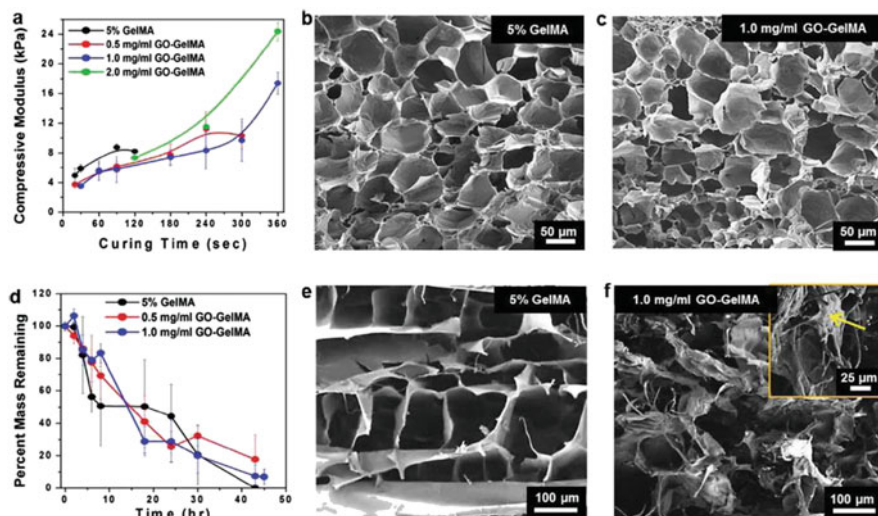 a
Compressive Modulus (kPa)
28
24
20
16
12
8
4
0
0 60 120 180 240 300 360
Curing Time (sec)
5% GelMA
0.5 mg/ml GO-GelMA
1.0 mg/ml GO-GelMA
2.0 mg/ml GO-GelMA
b
5% GelMA
50 µm
c
1.0 mg/ml GO-GelMA
50 µm
d
Percent Mass Remaining
120
100
80
60
40
20
0
0 10 20 30 40 50
Time (hr)
5% GelMA
0.5 mg/ml GO-GelMA
1.0 mg/ml GO-GelMA
e
5% GelMA
100 µm
f
1.0 mg/ml GO-GelMA
25 µm
100 µm